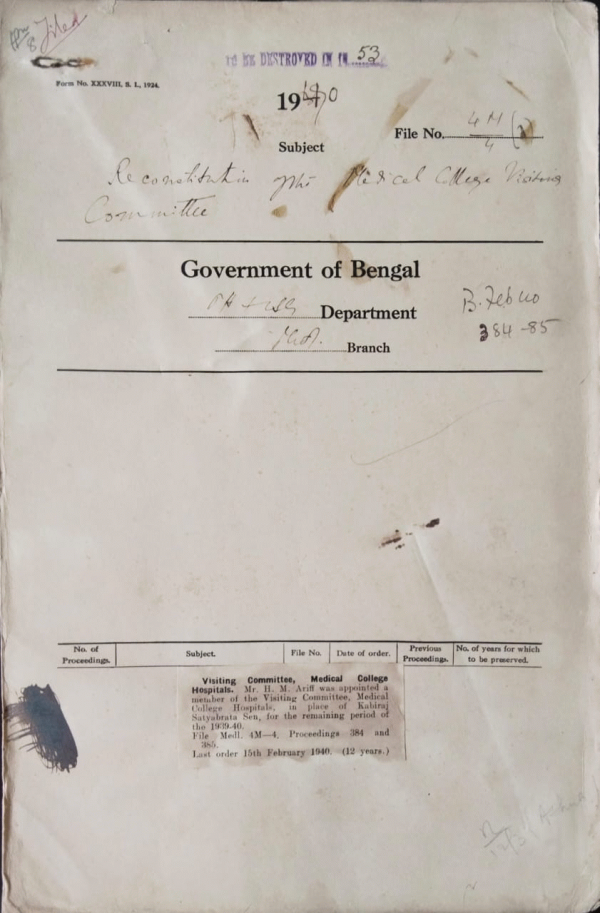 Filed
TO BE DESTROYED IN IN 53
Form No. XXXVIII, S. I., 1934.
1940
File No. 4M/4
Subject
Reconstitution of the Medical College Visiting
Committee
Government of Bengal
PH & LSG Department
Medl. Branch
B. Feb 40
384-85
No. of Proceedings.
Subject.
File No.
Date of order.
Previous Proceedings.
No. of years for which to be preserved.
Visiting Committee, Medical College
Hospitals. Mr. H. M. Ariff was appointed a
member of the Visiting Committee, Medical
College Hospitals, in place of Kabiraj
Satyabrata Sen, for the remaining period of
the 1939-40.
File Medl. 4M—4, Proceedings 384 and
385.
Last order 15th February 1940. (12 years.)